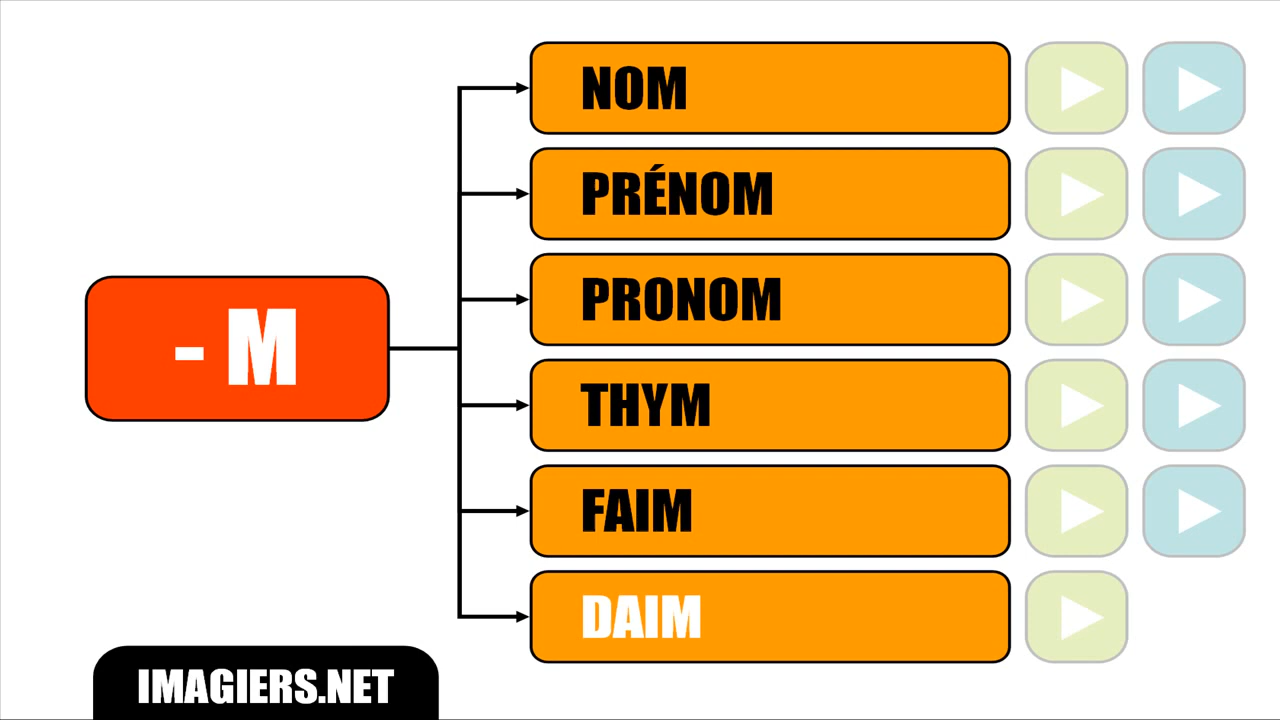 - M
NOM
PRÉNOM
PRONOM
THYM
FAIM
DAIM
IMAGIERS.NET